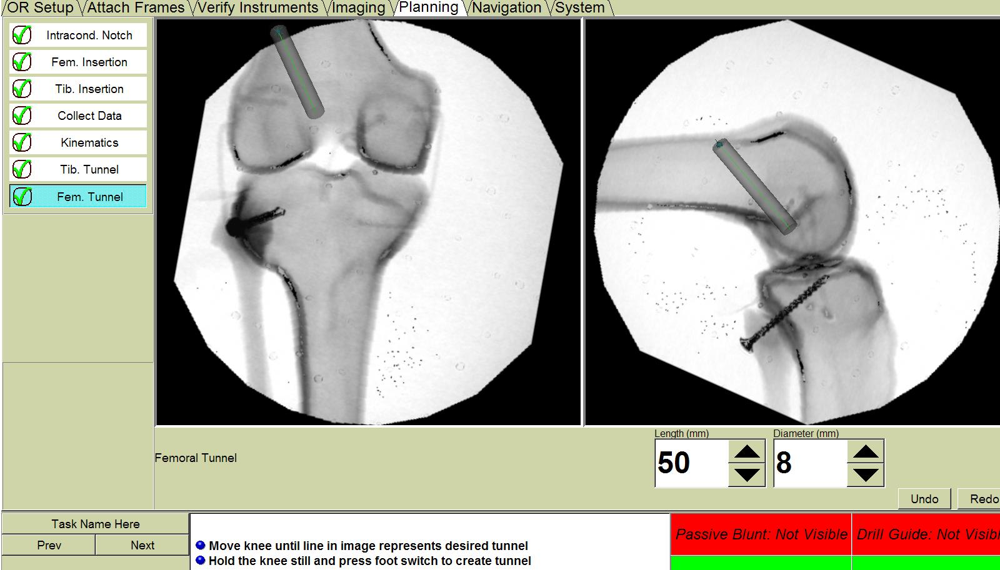 OR Setup Attach Frames Verify Instruments Imaging Planning Navigation System
Intracond. Notch
Fem. Insertion
Tib. Insertion
Collect Data
Kinematics
Tib. Tunnel
Fem. Tunnel
Length (mm) Diameter (mm)
50 8
Femoral Tunnel
Undo Redo
Task Name Here
Prev Next
Move knee until line in image represents desired tunnel
Hold the knee still and press foot switch to create tunnel
Passive Blunt: Not Visible Drill Guide: Not Visibl